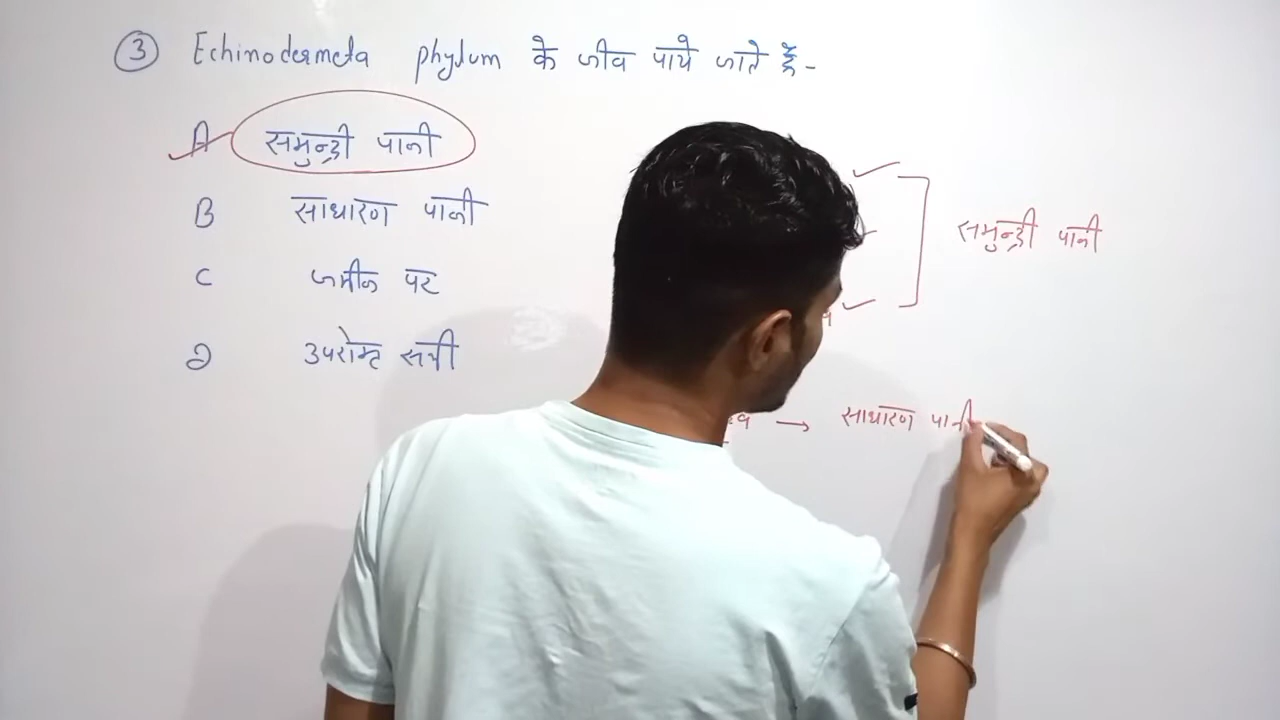 ③ Echinodermeta phylum के जीव पाये जाते हैं -
A समुन्द्री पानी
B साधारण पानी
C जमीन पर
D उपरोक्त सभी
समुन्द्री पानी
→ साधारण पानी